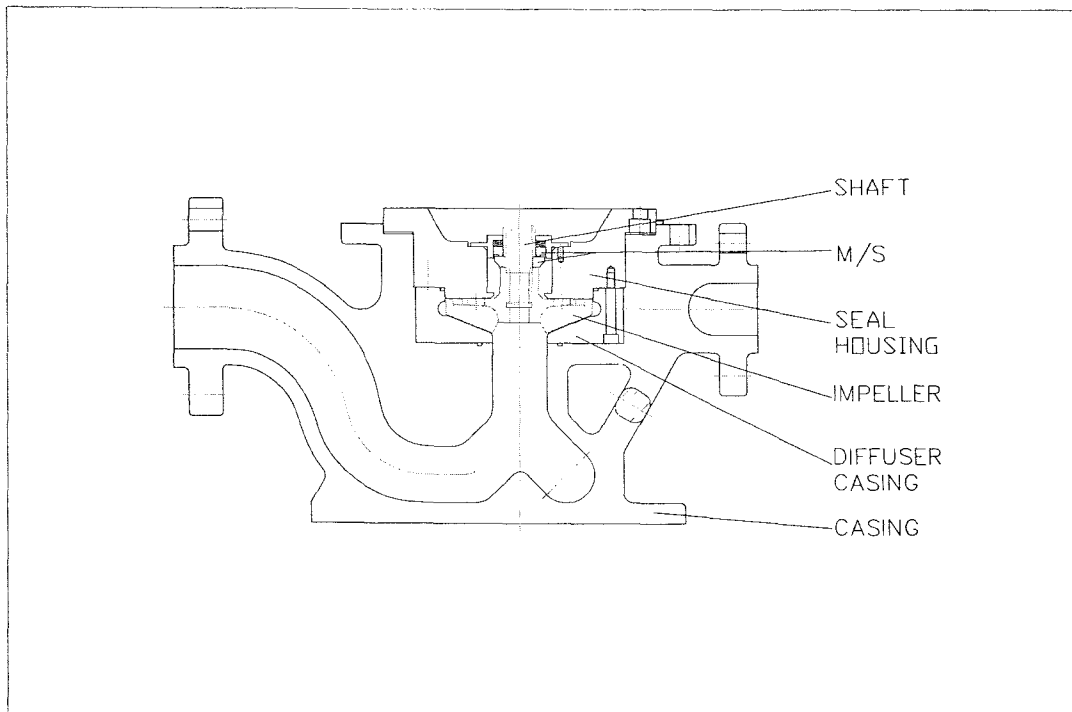 SHAFT
M/S
SEAL
HOUSING
IMPELLER
DIFFUSER
CASING
CASING